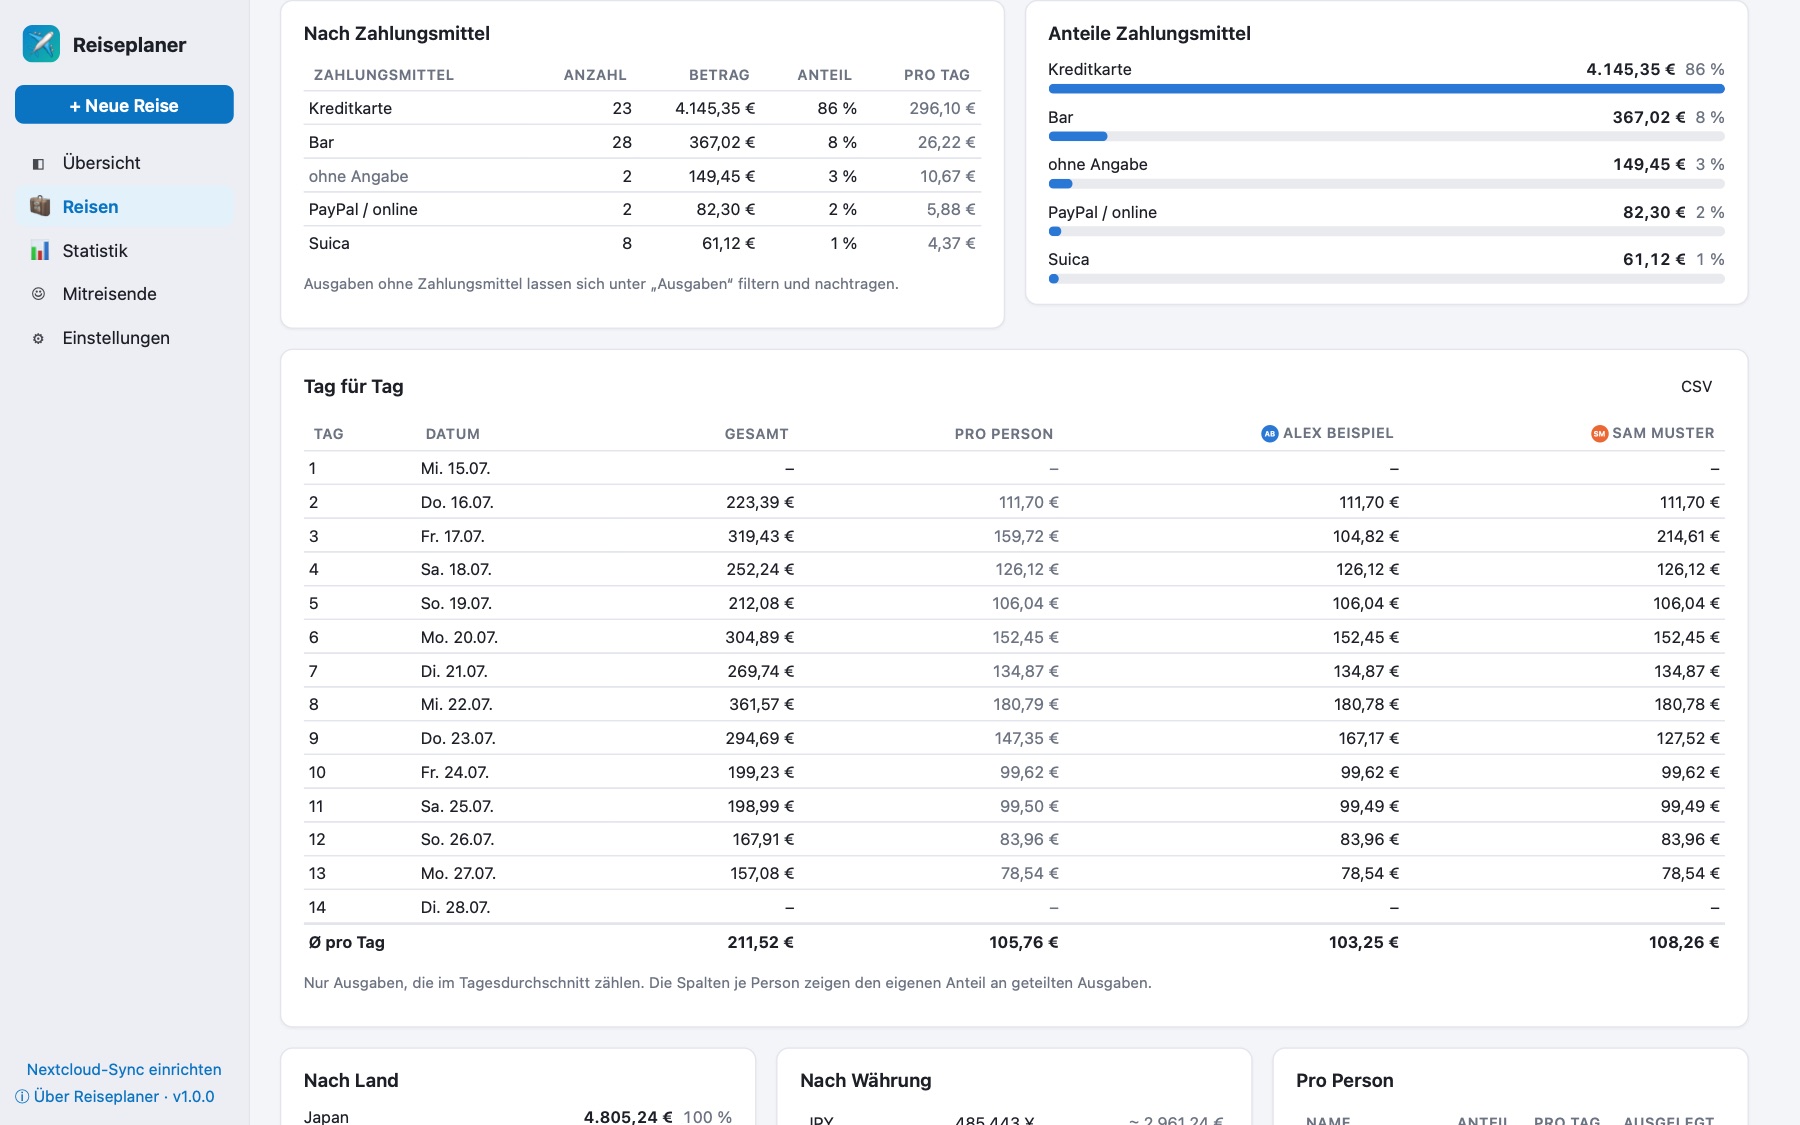 Reiseplaner
+ Neue Reise
Übersicht
Reisen
Statistik
Mitreisende
Einstellungen
Nextcloud-Sync einrichten
ⓘ Über Reiseplaner · v1.0.0
Nach Zahlungsmittel
ZAHLUNGSMITTEL ANZAHL BETRAG ANTEIL PRO TAG
Kreditkarte 23 4.145,35 € 86 % 296,10 €
Bar 28 367,02 € 8 % 26,22 €
ohne Angabe 2 149,45 € 3 % 10,67 €
PayPal / online 2 82,30 € 2 % 5,88 €
Suica 8 61,12 € 1 % 4,37 €
Ausgaben ohne Zahlungsmittel lassen sich unter „Ausgaben“ filtern und nachtragen.
Anteile Zahlungsmittel
Kreditkarte 4.145,35 € 86 %
Bar 367,02 € 8 %
ohne Angabe 149,45 € 3 %
PayPal / online 82,30 € 2 %
Suica 61,12 € 1 %
Tag für Tag CSV
TAG DATUM GESAMT PRO PERSON AB ALEX BEISPIEL SM SAM MUSTER
1 Mi. 15.07. – – – –
2 Do. 16.07. 223,39 € 111,70 € 111,70 € 111,70 €
3 Fr. 17.07. 319,43 € 159,72 € 104,82 € 214,61 €
4 Sa. 18.07. 252,24 € 126,12 € 126,12 € 126,12 €
5 So. 19.07. 212,08 € 106,04 € 106,04 € 106,04 €
6 Mo. 20.07. 304,89 € 152,45 € 152,45 € 152,45 €
7 Di. 21.07. 269,74 € 134,87 € 134,87 € 134,87 €
8 Mi. 22.07. 361,57 € 180,79 € 180,78 € 180,78 €
9 Do. 23.07. 294,69 € 147,35 € 167,17 € 127,52 €
10 Fr. 24.07. 199,23 € 99,62 € 99,62 € 99,62 €
11 Sa. 25.07. 198,99 € 99,50 € 99,49 € 99,49 €
12 So. 26.07. 167,91 € 83,96 € 83,96 € 83,96 €
13 Mo. 27.07. 157,08 € 78,54 € 78,54 € 78,54 €
14 Di. 28.07. – – – –
Ø pro Tag 211,52 € 105,76 € 103,25 € 108,26 €
Nur Ausgaben, die im Tagesdurchschnitt zählen. Die Spalten je Person zeigen den eigenen Anteil an geteilten Ausgaben.
Nach Land
Japan 4.805,24 € 100 %
Nach Währung
JPY 485.443 ¥ ~ 2.961,24 €
Pro Person
NAME ANTEIL PRO TAG AUSGELEGT